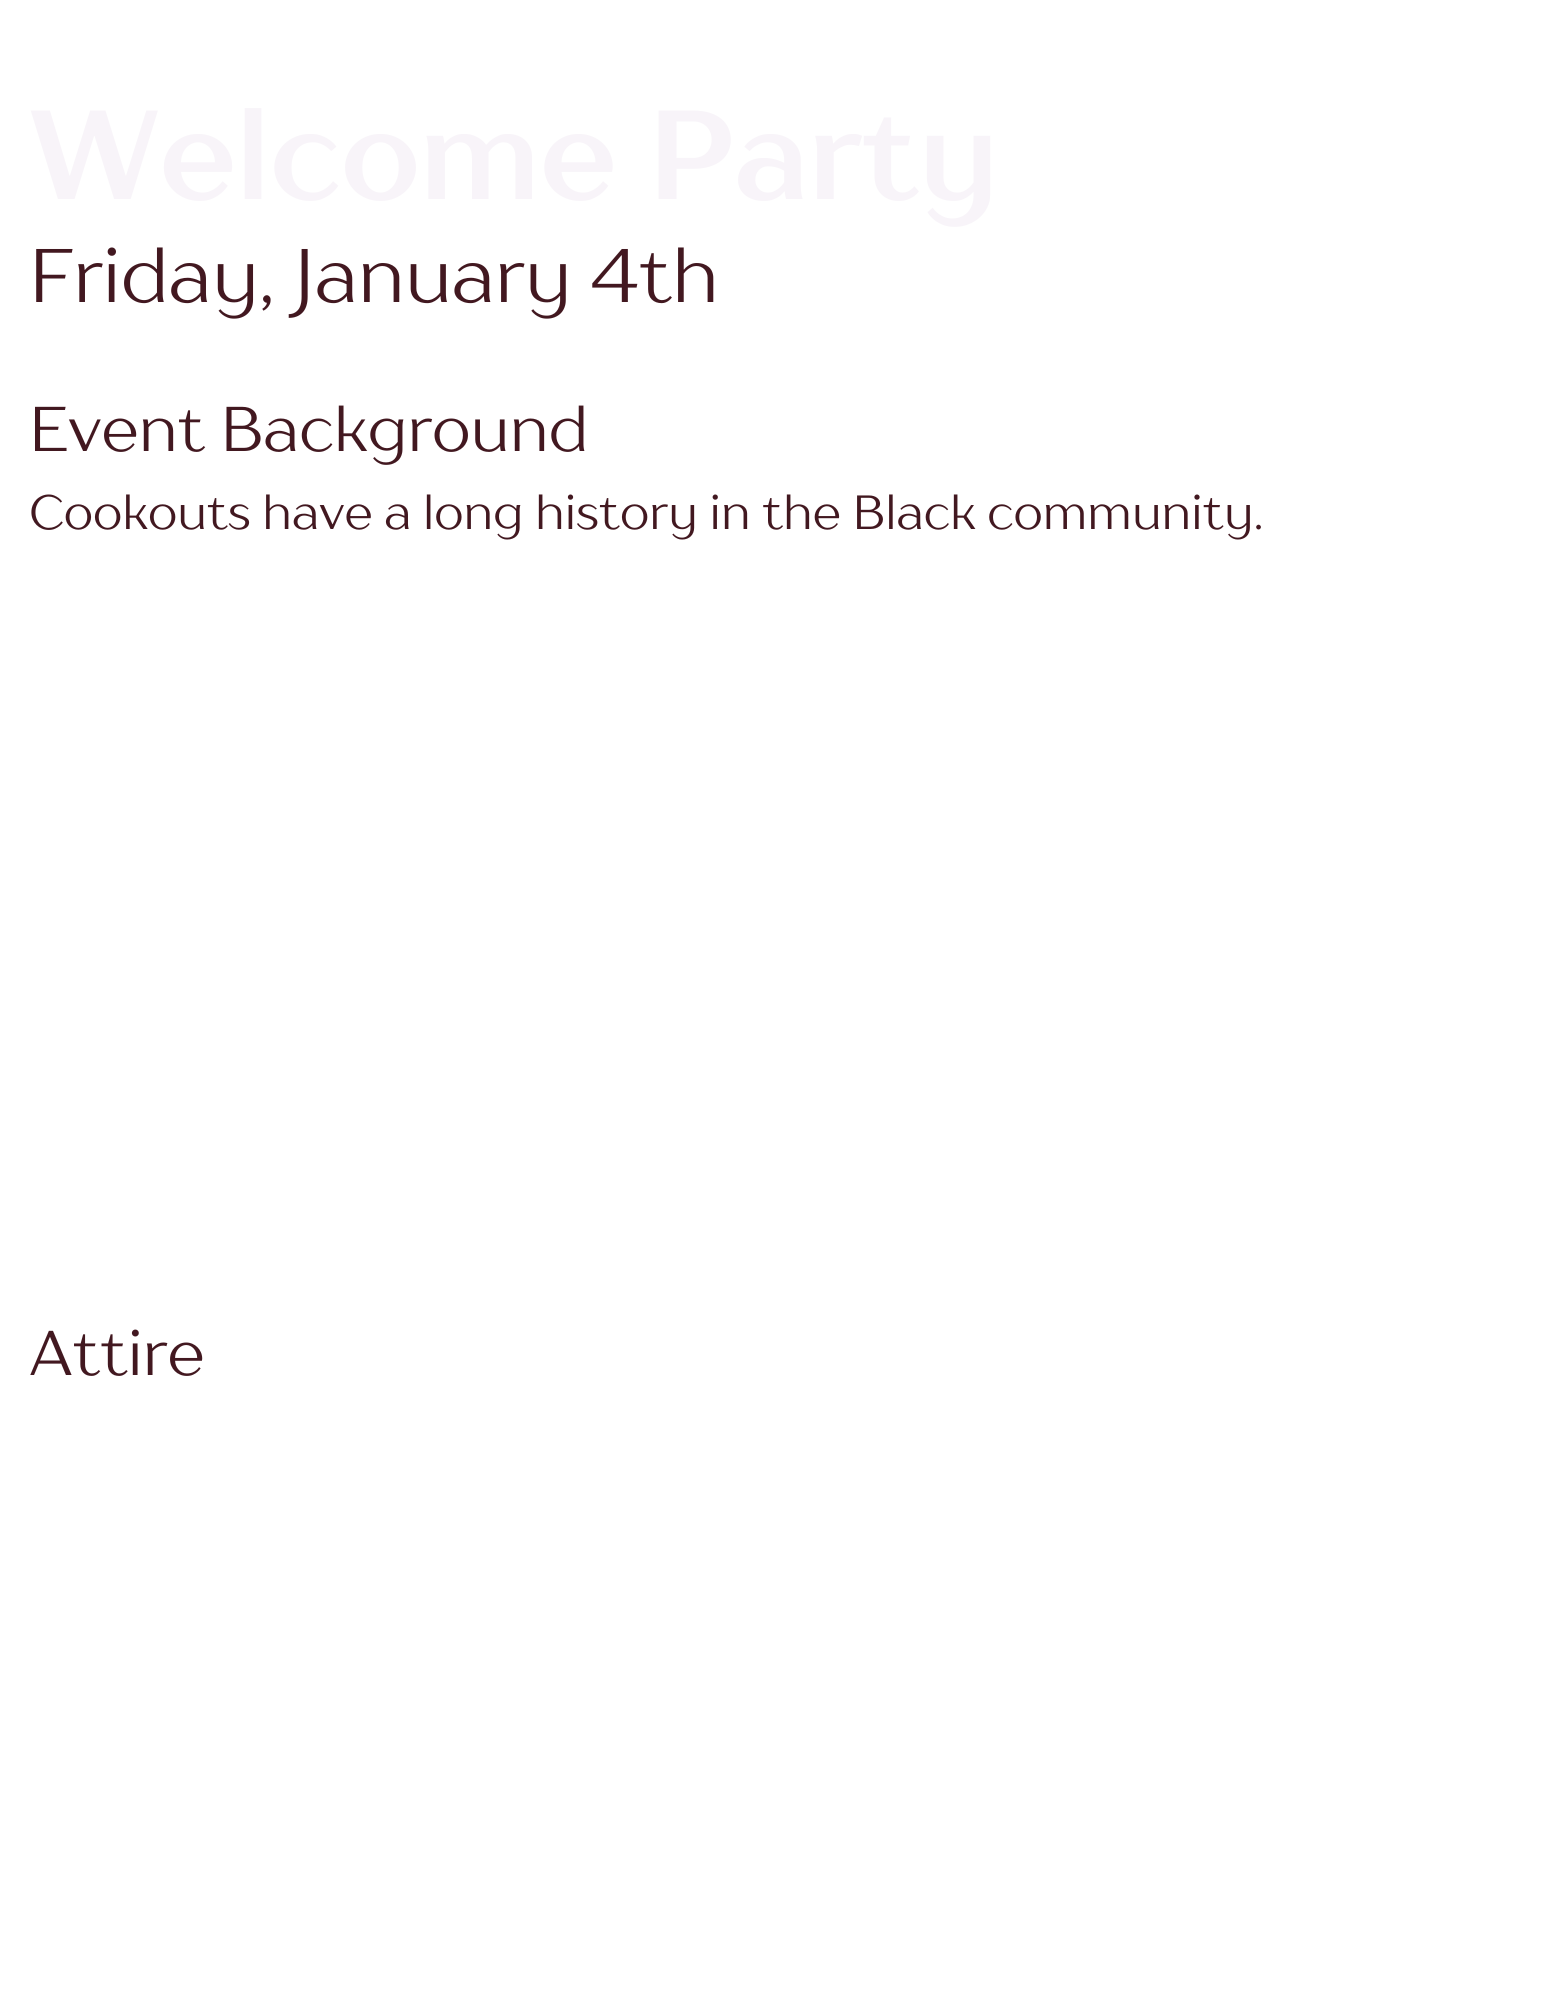 Welcome Party
Friday, January 4th
Event Background
Cookouts have a long history in the Black community.
Attire